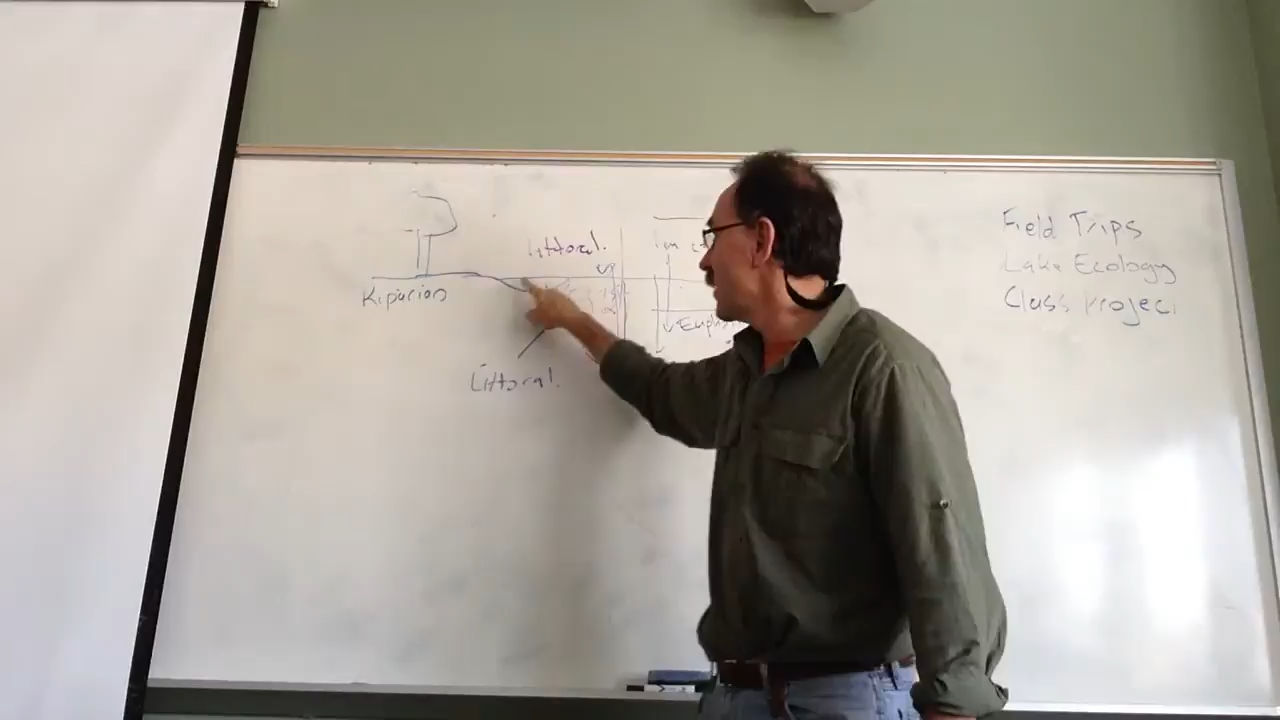 Littoral.
Riparian
Littoral.
Field Trips
Lake Ecology
Class Project